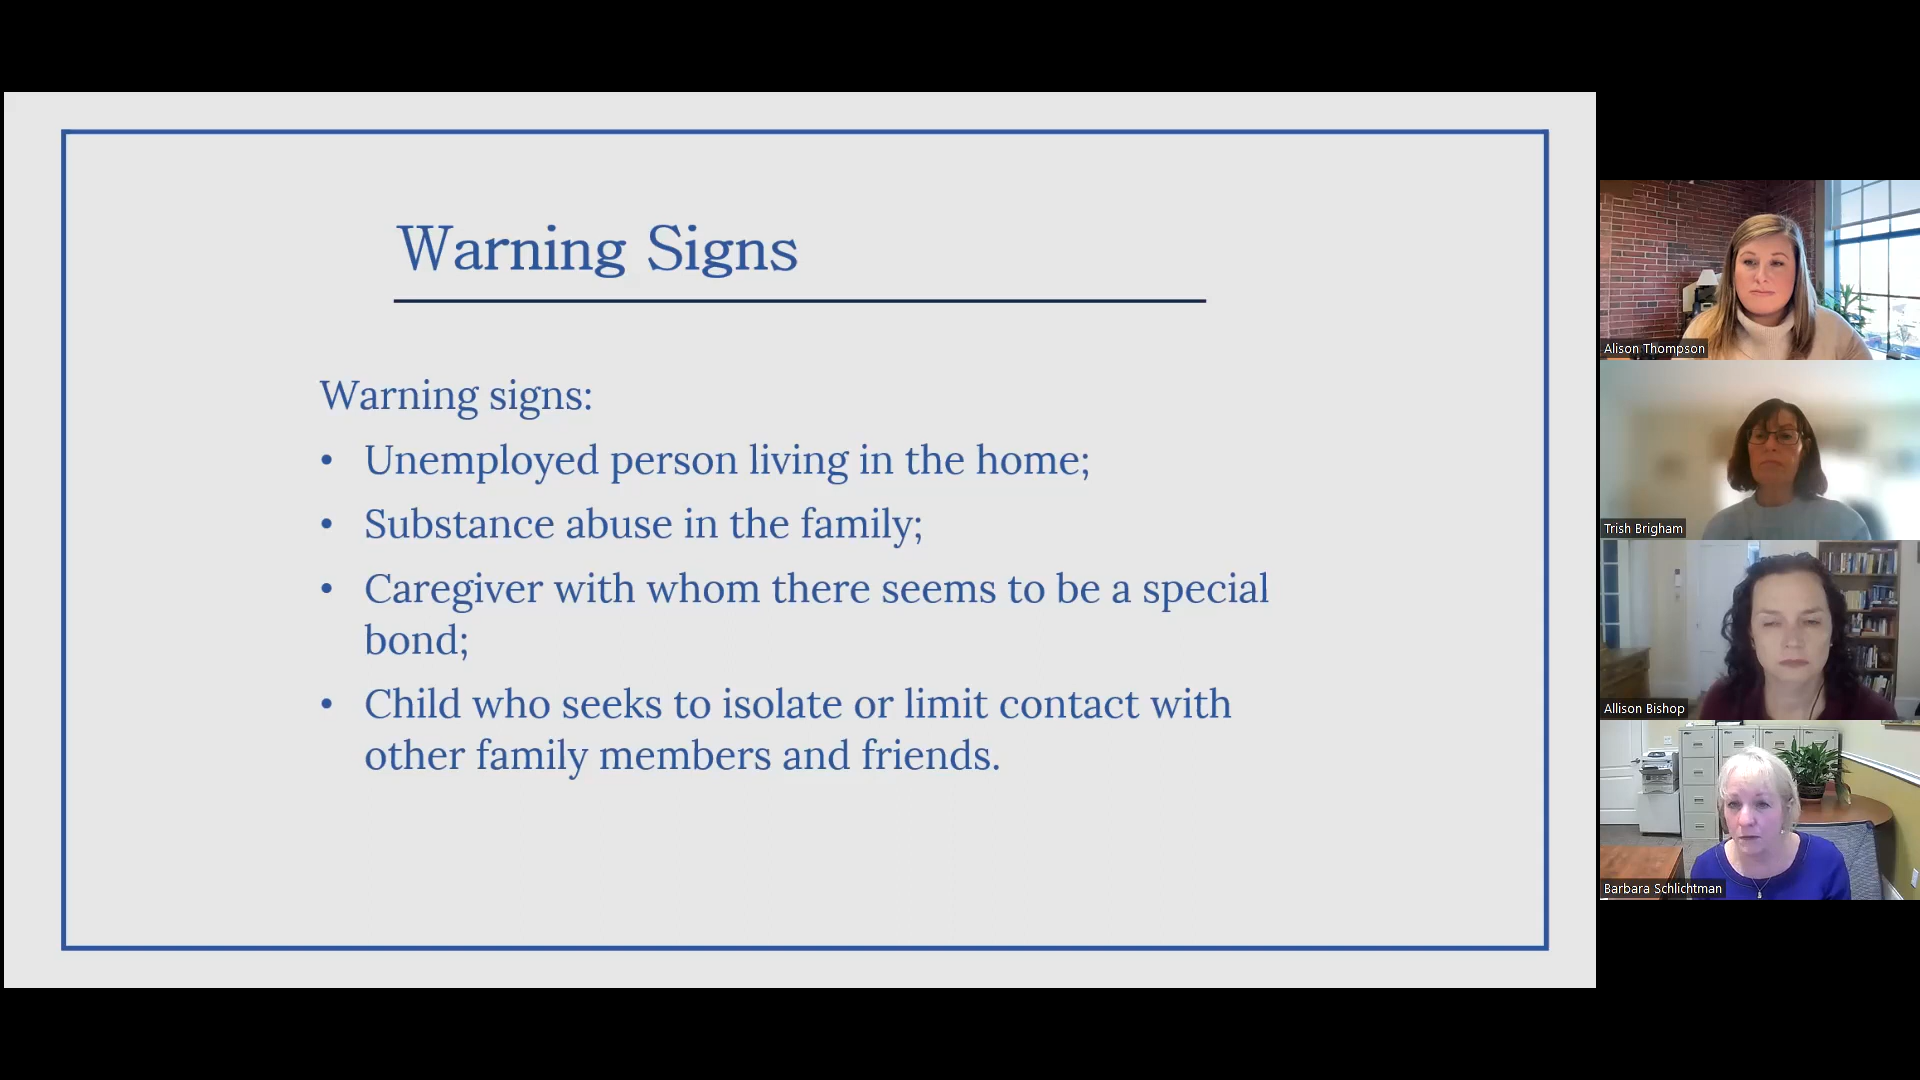 Warning Signs
Warning signs:
• Unemployed person living in the home;
• Substance abuse in the family;
• Caregiver with whom there seems to be a special
bond;
• Child who seeks to isolate or limit contact with
other family members and friends.
Alison Thompson
Trish Brigham
Allison Bishop
Barbara Schlichtman